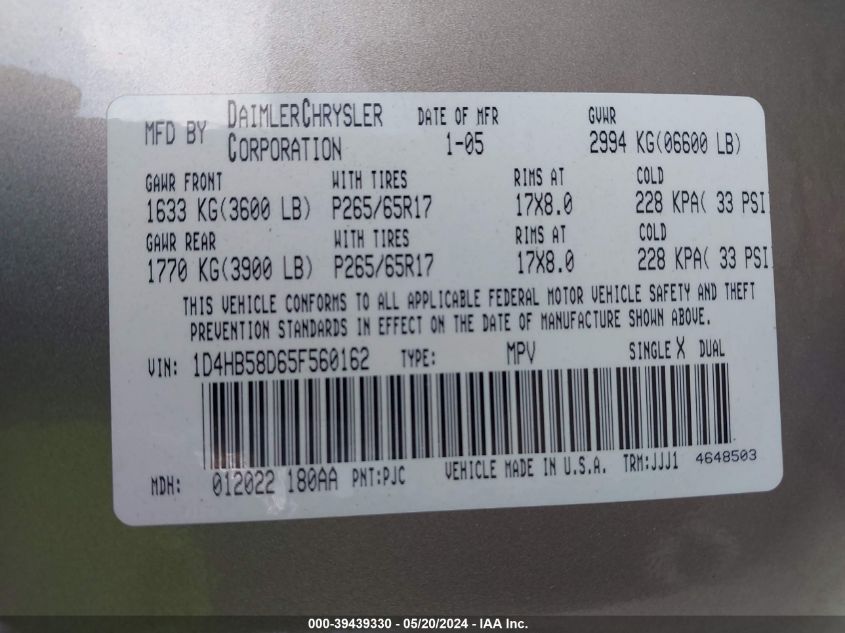 MFD BY DAIMLERCHRYSLER CORPORATION DATE OF MFR 1-05 GVWR 2994 KG(06600 LB)
GAWR FRONT WITH TIRES RIMS AT COLD
1633 KG(3600 LB) P265/65R17 17X8.0 228 KPA( 33 PSI)
GAWR REAR WITH TIRES RIMS AT COLD
1770 KG(3900 LB) P265/65R17 17X8.0 228 KPA( 33 PSI)
THIS VEHICLE CONFORMS TO ALL APPLICABLE FEDERAL MOTOR VEHICLE SAFETY AND THEFT
PREVENTION STANDARDS IN EFFECT ON THE DATE OF MANUFACTURE SHOWN ABOVE.
VIN: 1D4HB58D65F560162 TYPE: MPV SINGLE X DUAL
MDH: 012022 180AA PNT:PJC VEHICLE MADE IN U.S.A. TRM:JJJ1 4648503
000-39439330 - 05/20/2024 - IAA Inc.